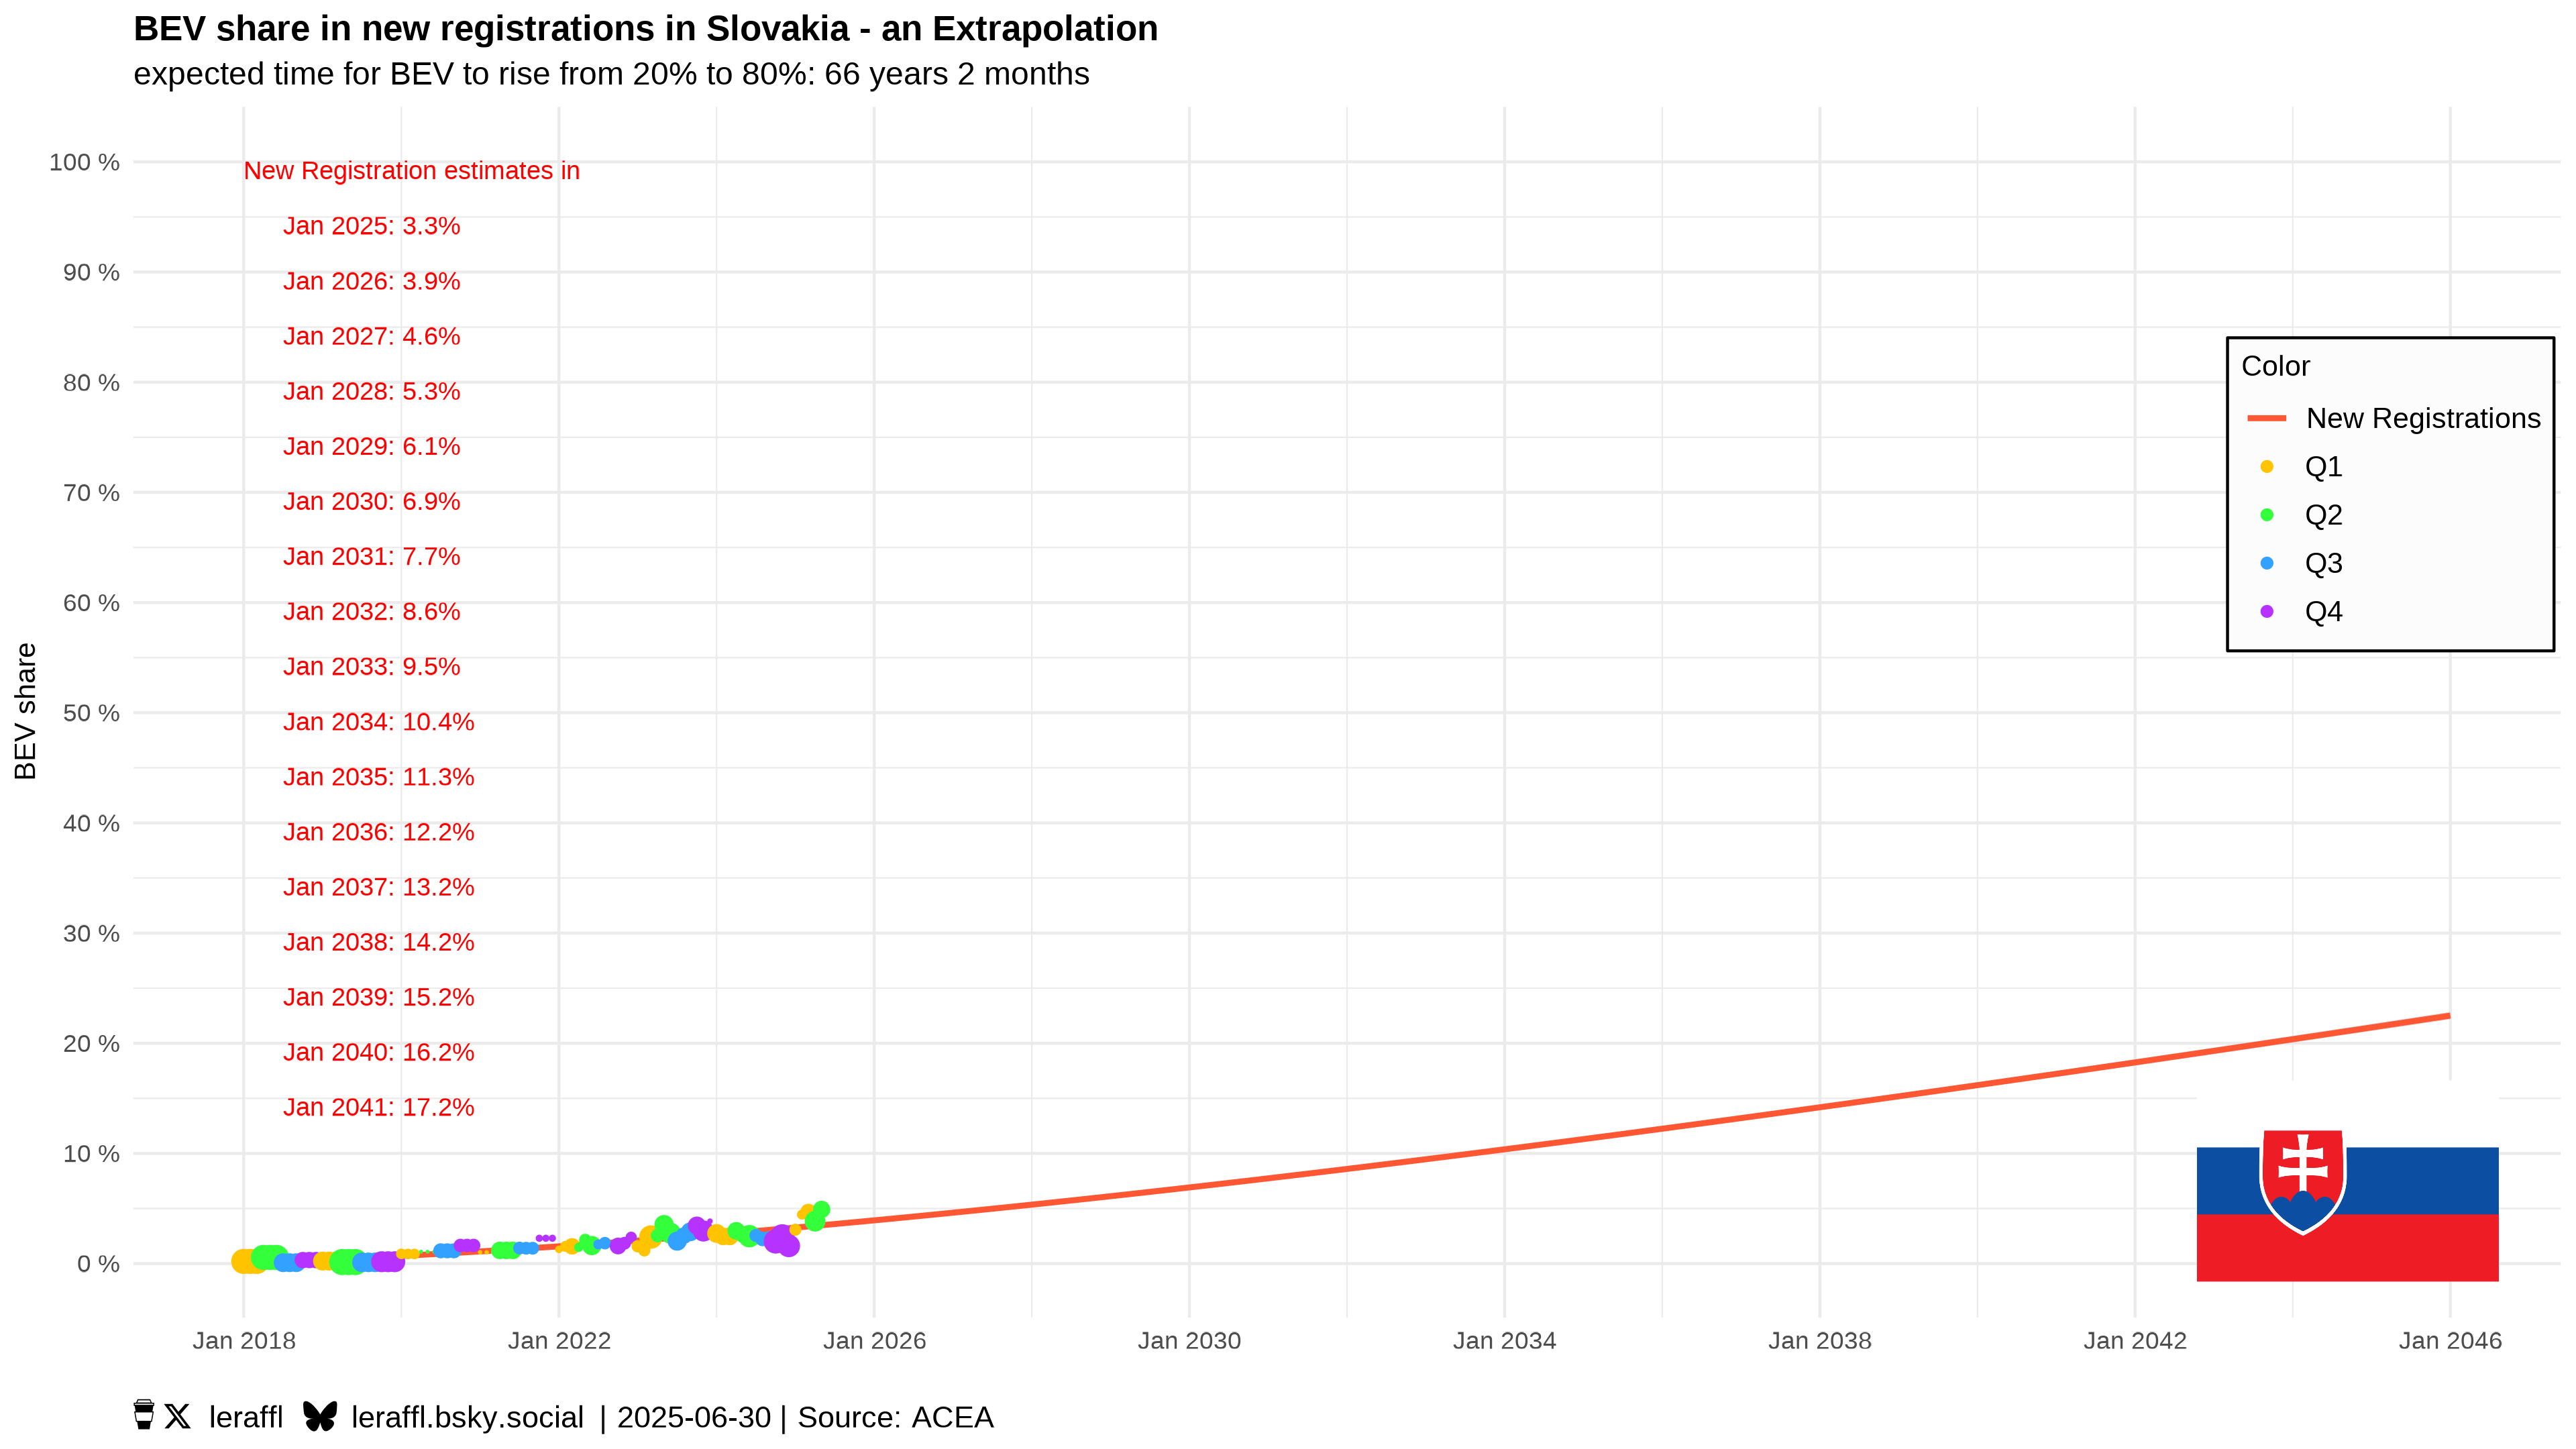 BEV share in new registrations in Slovakia - an Extrapolation
expected time for BEV to rise from 20% to 80%: 66 years 2 months
BEV share
100 %
90 %
80 %
70 %
60 %
50 %
40 %
30 %
20 %
10 %
0 %
New Registration estimates in
Jan 2025: 3.3%
Jan 2026: 3.9%
Jan 2027: 4.6%
Jan 2028: 5.3%
Jan 2029: 6.1%
Jan 2030: 6.9%
Jan 2031: 7.7%
Jan 2032: 8.6%
Jan 2033: 9.5%
Jan 2034: 10.4%
Jan 2035: 11.3%
Jan 2036: 12.2%
Jan 2037: 13.2%
Jan 2038: 14.2%
Jan 2039: 15.2%
Jan 2040: 16.2%
Jan 2041: 17.2%
Color
New Registrations
Q1
Q2
Q3
Q4
Jan 2018 Jan 2022 Jan 2026 Jan 2030 Jan 2034 Jan 2038 Jan 2042 Jan 2046
leraffl leraffl.bsky.social | 2025-06-30 | Source: ACEA